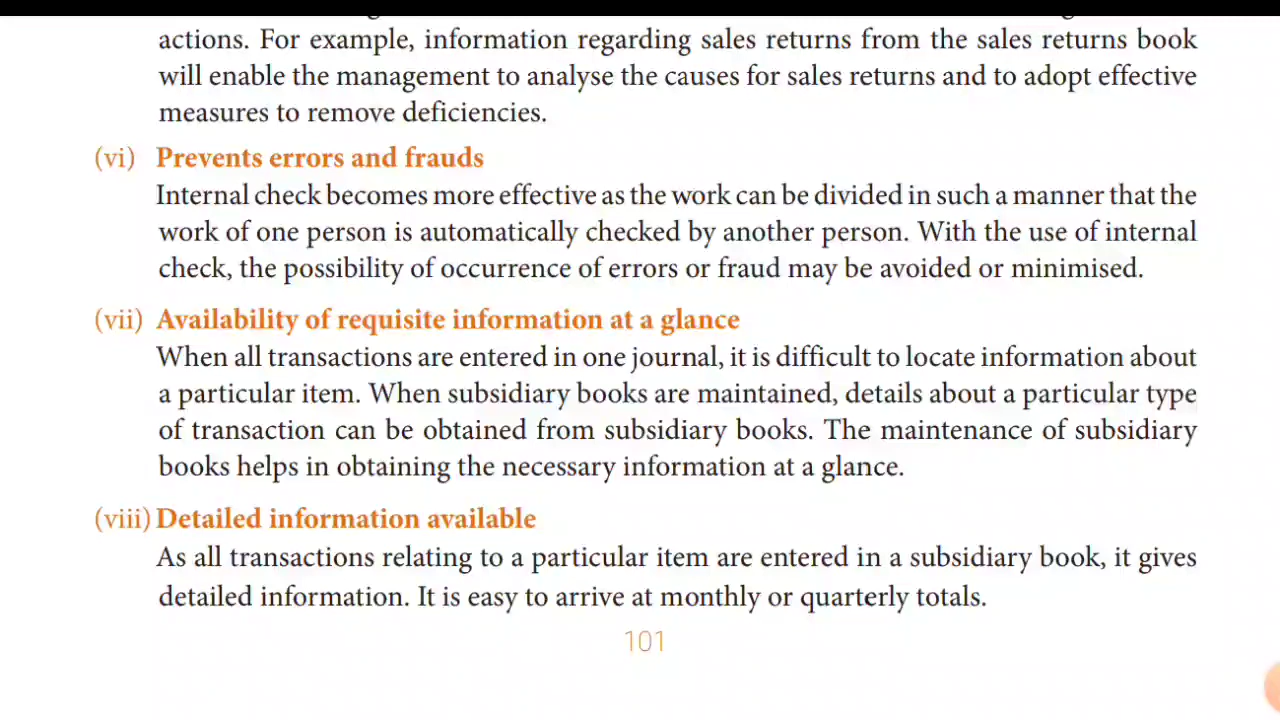 actions. For example, information regarding sales returns from the sales returns book
will enable the management to analyse the causes for sales returns and to adopt effective
measures to remove deficiencies.
(vi) Prevents errors and frauds
Internal check becomes more effective as the work can be divided in such a manner that the
work of one person is automatically checked by another person. With the use of internal
check, the possibility of occurrence of errors or fraud may be avoided or minimised.
(vii) Availability of requisite information at a glance
When all transactions are entered in one journal, it is difficult to locate information about
a particular item. When subsidiary books are maintained, details about a particular type
of transaction can be obtained from subsidiary books. The maintenance of subsidiary
books helps in obtaining the necessary information at a glance.
(viii) Detailed information available
As all transactions relating to a particular item are entered in a subsidiary book, it gives
detailed information. It is easy to arrive at monthly or quarterly totals.
101